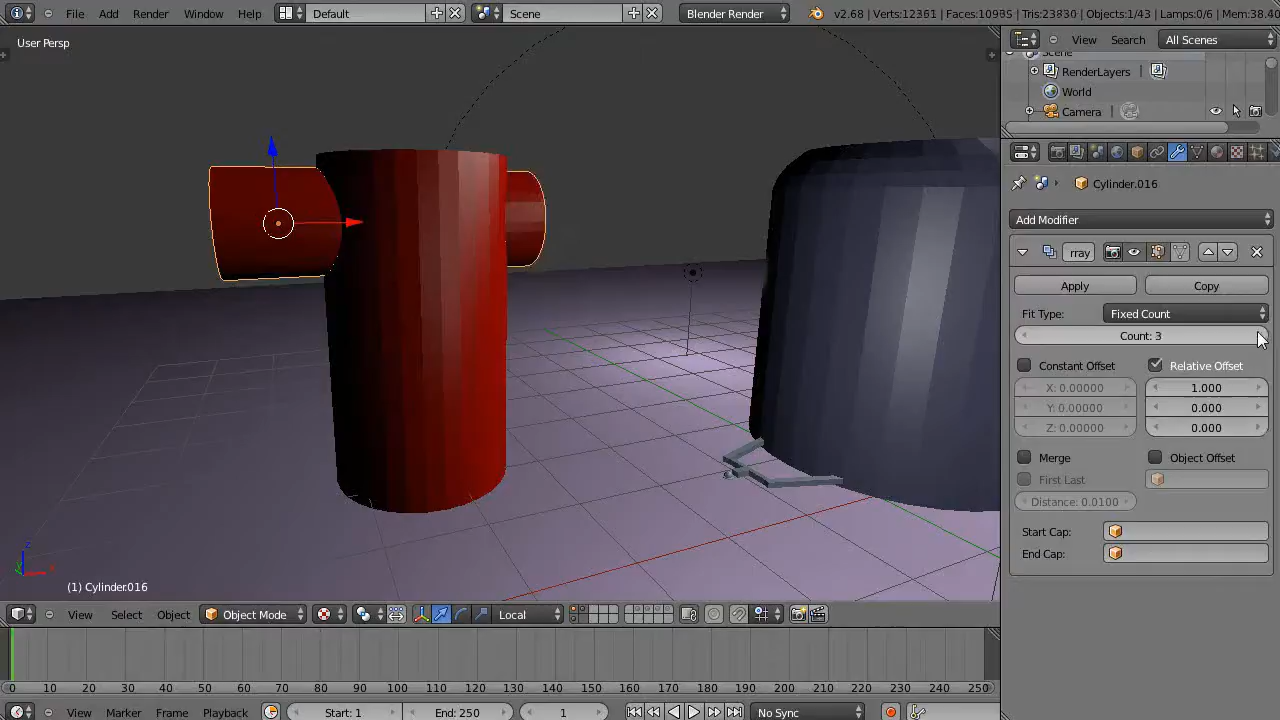 File Add Render Window Help Default Scene Blender Render v2.68 | Verts:12361 | Faces:10985 | Tris:23830 | Objects:1/43 | Lamps:0/6 | Mem:38.40
User Persp
View Search All Scenes
Scene
RenderLayers
World
Camera
Cylinder.016
Add Modifier
rray
Apply Copy
Fit Type: Fixed Count
Count: 3
Constant Offset Relative Offset
X: 0.00000 1.000
Y: 0.00000 0.000
Z: 0.00000 0.000
Merge Object Offset
First Last
Distance: 0.0100
Start Cap:
End Cap:
z
x
(1) Cylinder016
View Select Object Object Mode Local
0 10 20 30 40 50 60 70 80 90 100 110 120 130 140 150 160 170 180 190 200 210 220 230 240 250
View Marker Frame Playback Start: 1 End: 250 1 No Sync